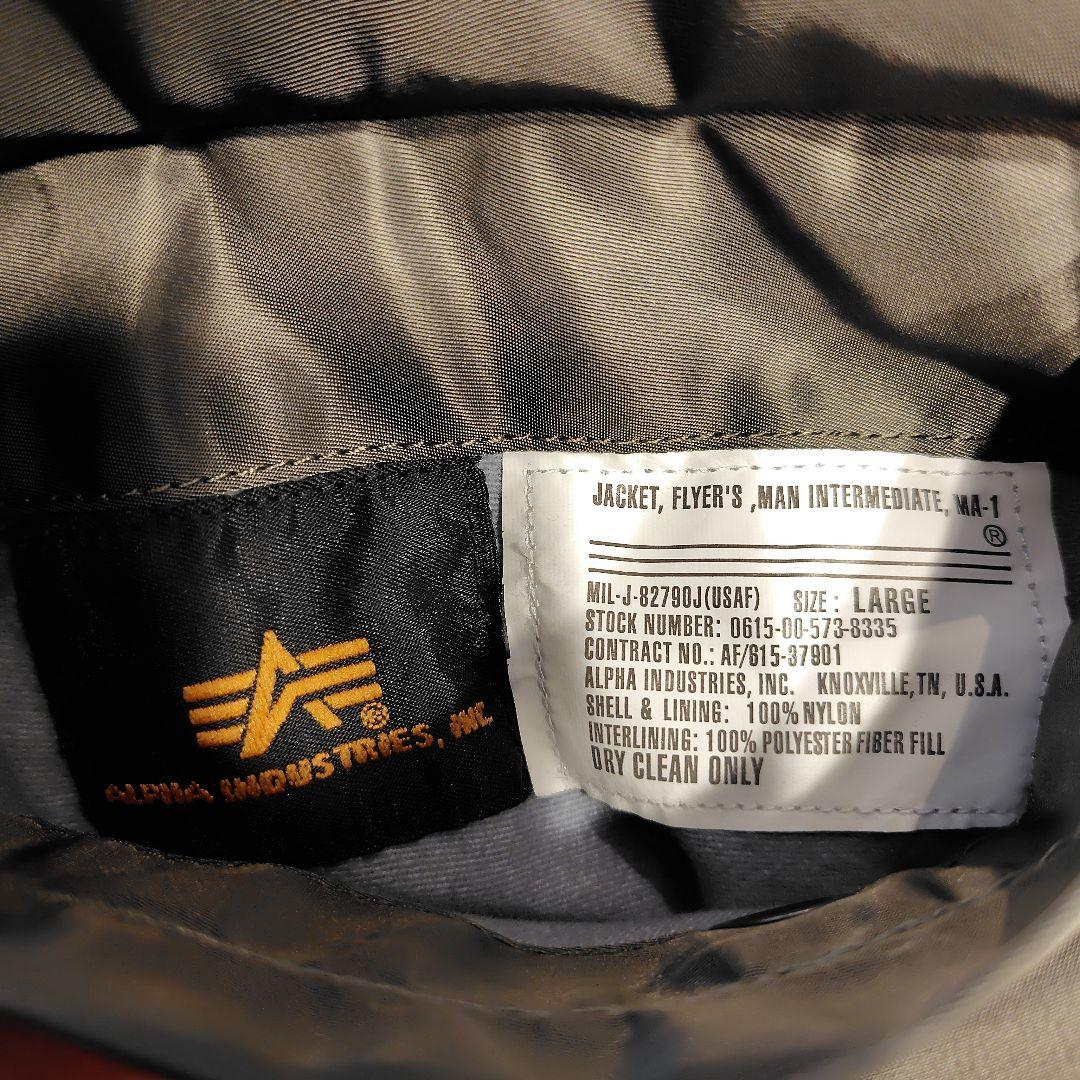 ALPHA INDUSTRIES, INC.
JACKET, FLYER'S ,MAN INTERMEDIATE, MA-1
®
MIL-J-82790J(USAF) SIZE: LARGE
STOCK NUMBER: 0615-00-573-8335
CONTRACT NO.: AF/615-37901
ALPHA INDUSTRIES, INC. KNOXVILLE, TN, U.S.A.
SHELL & LINING: 100% NYLON
INTERLINING: 100% POLYESTER FIBER FILL
DRY CLEAN ONLY